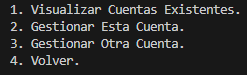 1. Visualizar Cuentas Existentes.
2. Gestionar Esta Cuenta.
3. Gestionar Otra Cuenta.
4. Volver.